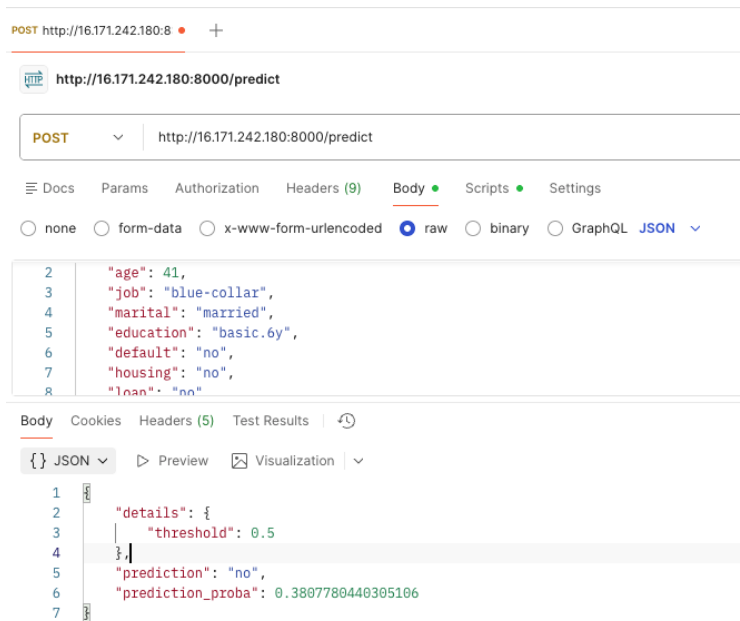 POST http://16.171.242.180:8
HTTP http://16.171.242.180:8000/predict
POST http://16.171.242.180:8000/predict
Docs Params Authorization Headers (9) Body Scripts Settings
none form-data x-www-form-urlencoded raw binary GraphQL JSON
2 "age": 41,
3 "job": "blue-collar",
4 "marital": "married",
5 "education": "basic.6y",
6 "default": "no",
7 "housing": "no",
8 "loan": "no"
Body Cookies Headers (5) Test Results
{} JSON Preview Visualization
1 {
2 "details": {
3 "threshold": 0.5
4 },
5 "prediction": "no",
6 "prediction_proba": 0.3807780440305106
7 }